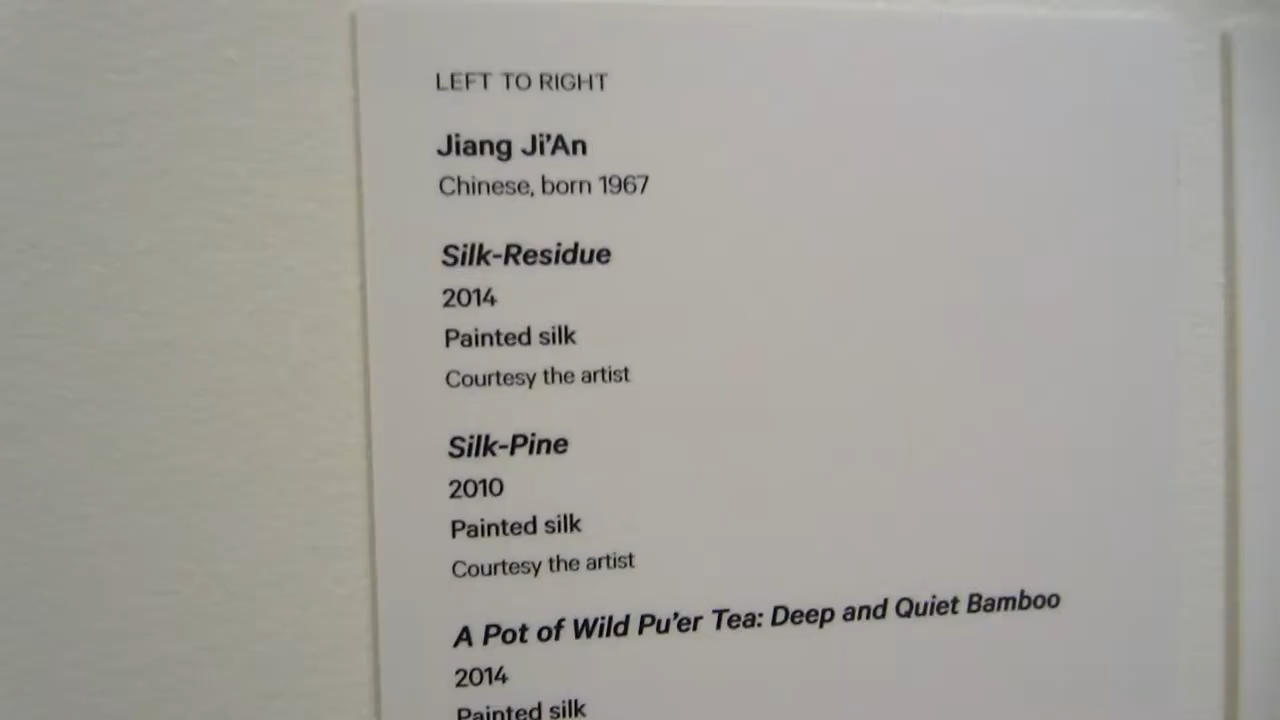 LEFT TO RIGHT
Jiang Ji’An
Chinese, born 1967
Silk-Residue
2014
Painted silk
Courtesy the artist
Silk-Pine
2010
Painted silk
Courtesy the artist
A Pot of Wild Pu’er Tea: Deep and Quiet Bamboo
2014
Painted silk